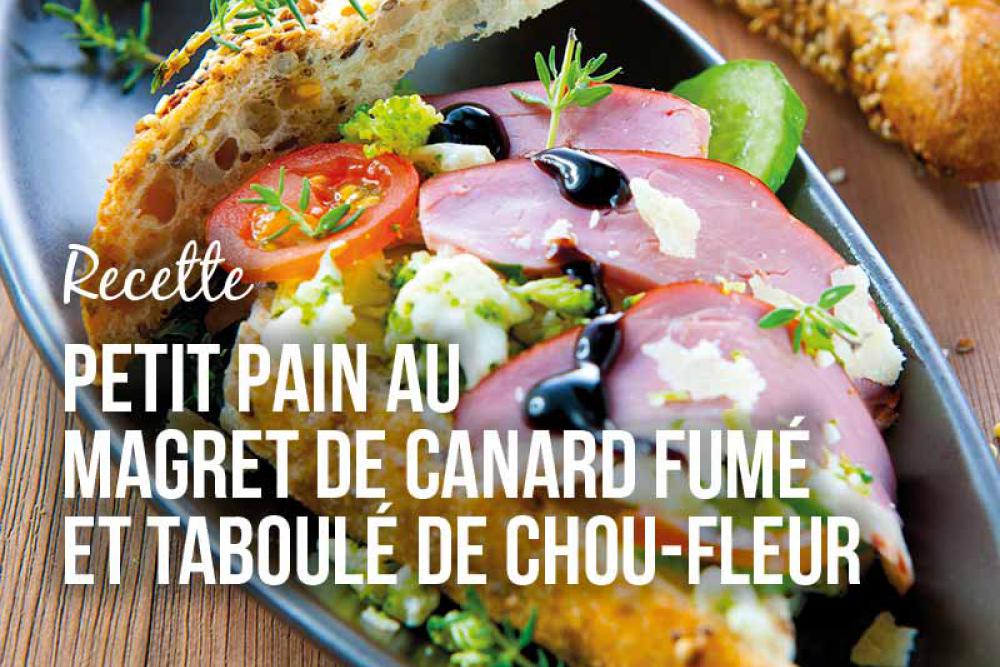 Recette
PETIT PAIN AU
MAGRET DE CANARD FUMÉ
ET TABOULÉ DE CHOU-FLEUR